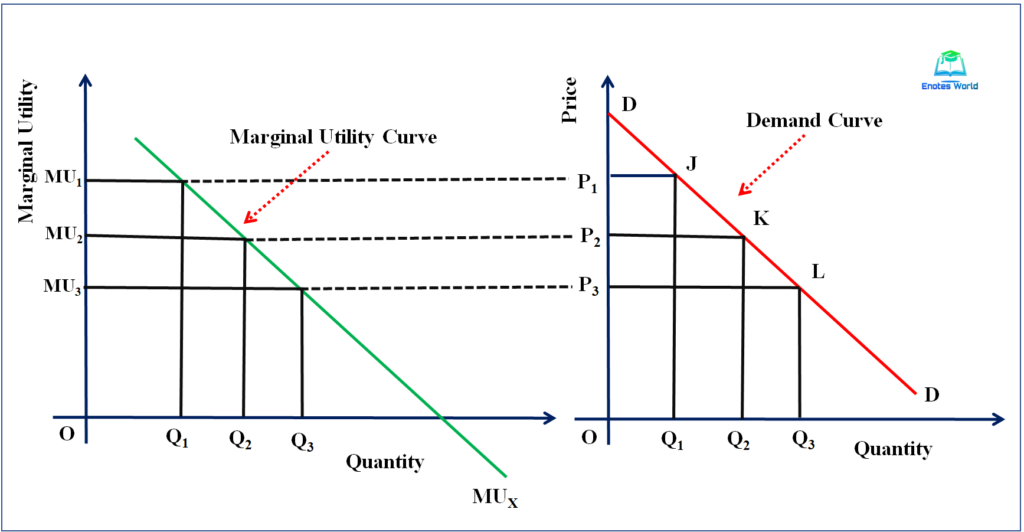 Marginal Utility
Marginal Utility Curve
MU₁
MU₂
MU₃
O
Q₁
Q₂
Q₃
Quantity
MUX
Enotes World
Price
D
Demand Curve
J
P₁
K
P₂
L
P₃
D
O
Q₁
Q₂
Q₃
Quantity